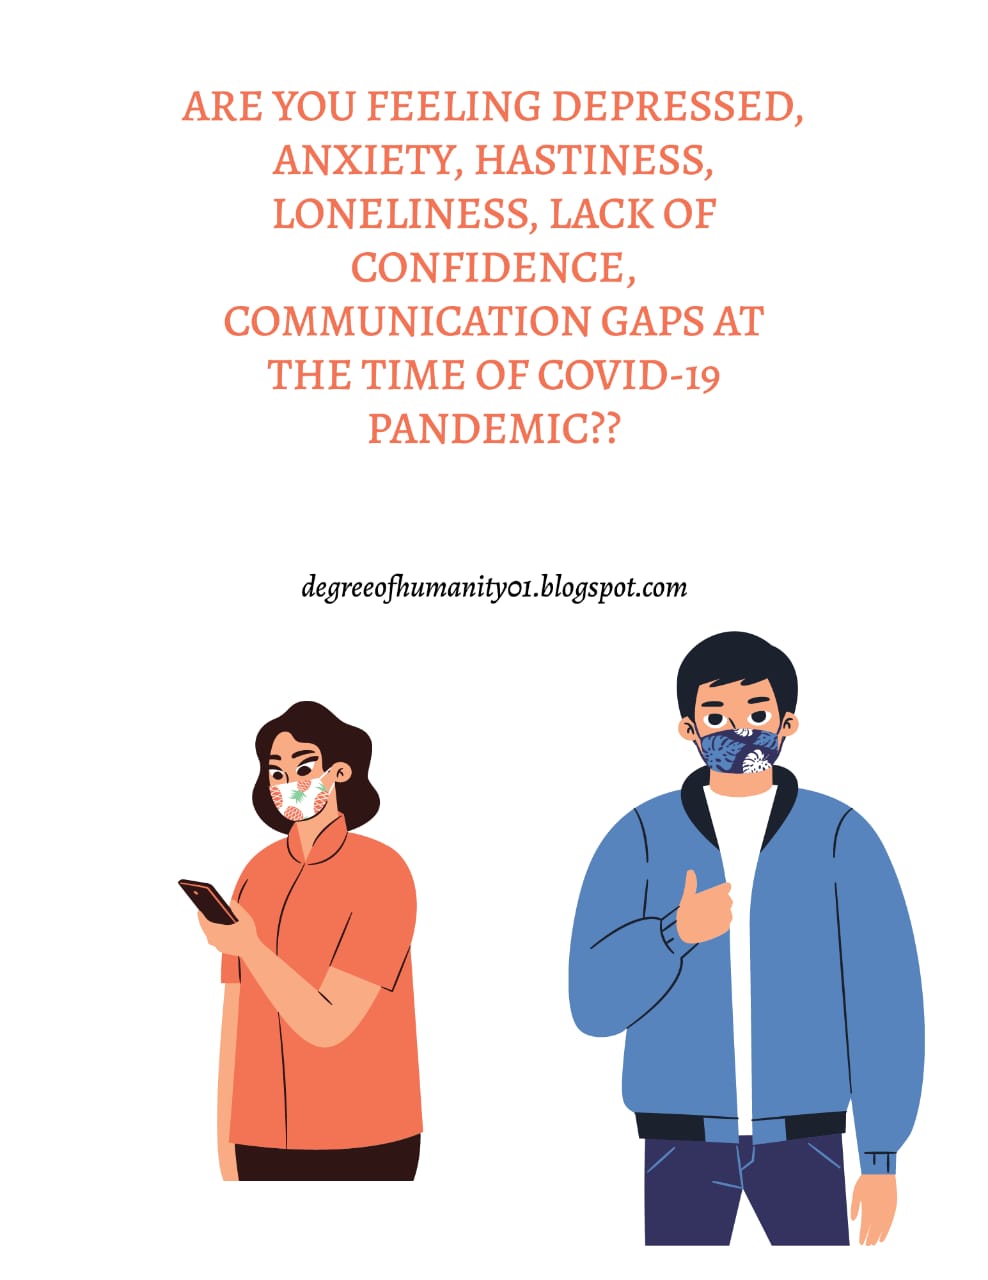 ARE YOU FEELING DEPRESSED,
ANXIETY, HASTINESS,
LONELINESS, LACK OF
CONFIDENCE,
COMMUNICATION GAPS AT
THE TIME OF COVID-19
PANDEMIC??
degreeofhumanity01.blogspot.com